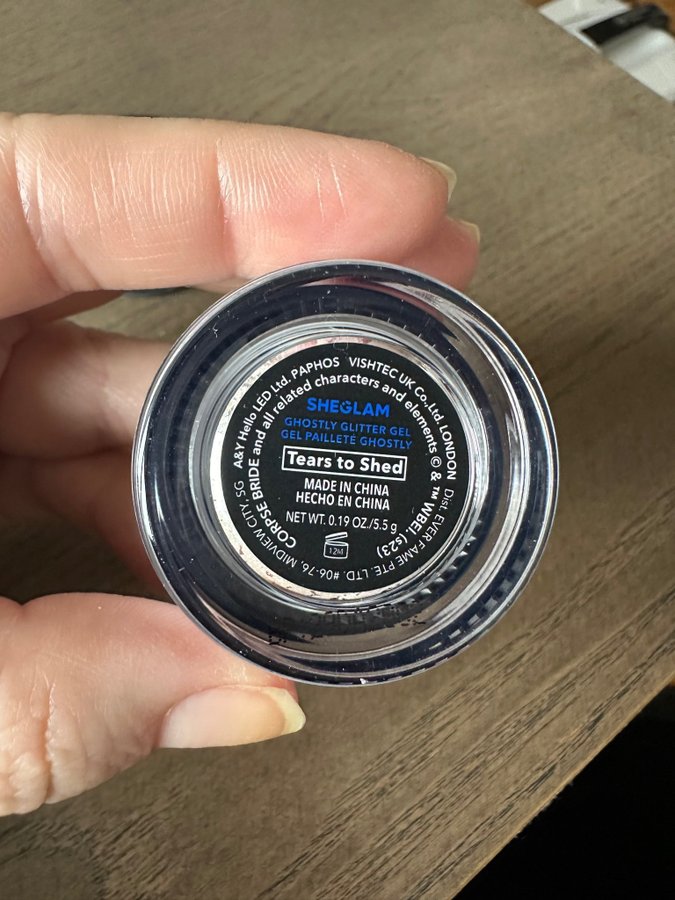 A&Y Hello LED Ltd. PAPHOS VISHTEC UK Co.,Ltd. LONDON Dist. EVER FAME PTE. LTD. #06-76, MIDVIEW CITY, SG
CORPSE BRIDE and all related characters and elements © & ™ WBEI. (s23)
SHEGLAM
GHOSTLY GLITTER GEL
GEL PAILLETÉ GHOSTLY
Tears to Shed
MADE IN CHINA
HECHO EN CHINA
NET WT. 0.19 OZ./5.5 g
12M